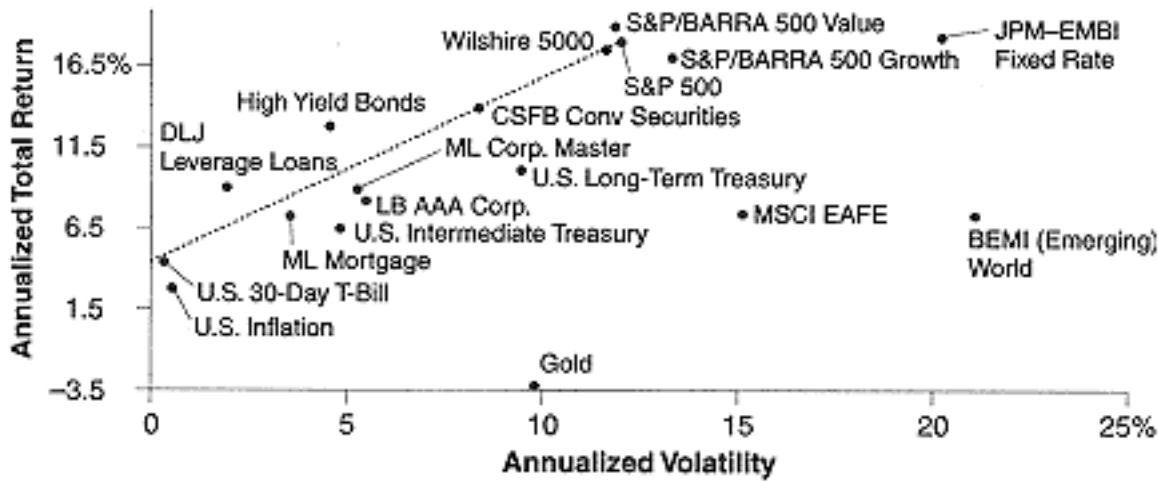 Annualized Total Return
16.5%
11.5
6.5
1.5
–3.5
S&P/BARRA 500 Value
JPM–EMBI
Fixed Rate
Wilshire 5000
S&P/BARRA 500 Growth
S&P 500
High Yield Bonds
CSFB Conv Securities
DLJ
Leverage Loans
ML Corp. Master
U.S. Long-Term Treasury
LB AAA Corp.
MSCI EAFE
U.S. Intermediate Treasury
BEMI (Emerging)
World
ML Mortgage
U.S. 30-Day T-Bill
U.S. Inflation
Gold
0 5 10 15 20 25%
Annualized Volatility